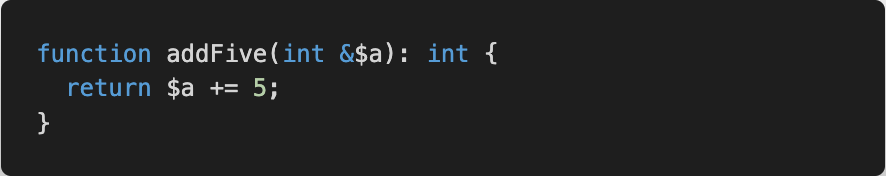 function addFive(int &$a): int {
  return $a += 5;
}